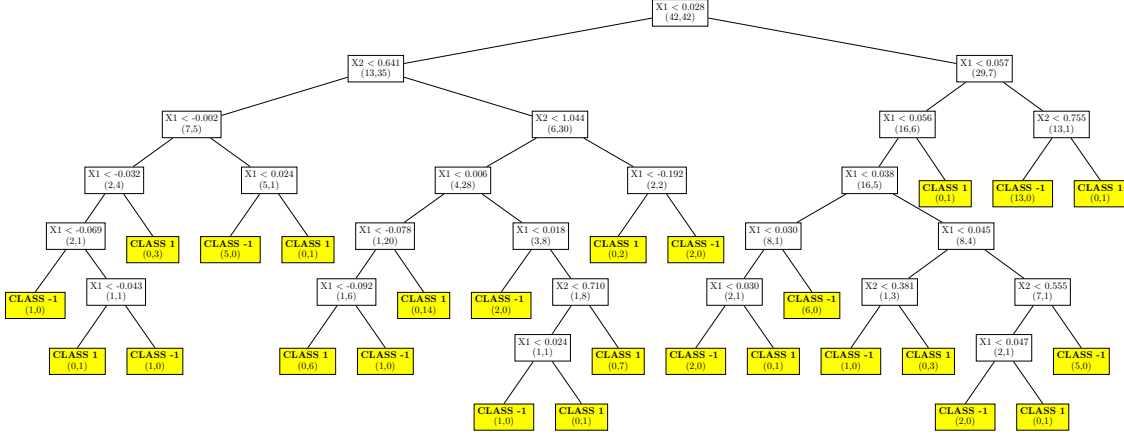 X1 < 0.028
(42,42)
X2 < 0.641
(13,35)
X1 < 0.057
(29,7)
X1 < -0.002
(7,5)
X2 < 1.044
(6,30)
X1 < 0.056
(16,6)
X2 < 0.755
(13,1)
X1 < -0.032
(2,4)
X1 < 0.024
(5,1)
X1 < 0.006
(4,28)
X1 < -0.192
(2,2)
X1 < 0.038
(16,5)
CLASS 1
(0,1)
CLASS -1
(13,0)
CLASS 1
(0,1)
X1 < -0.069
(2,1)
CLASS 1
(0,3)
CLASS -1
(5,0)
CLASS 1
(0,1)
X1 < -0.078
(1,20)
X1 < 0.018
(3,8)
CLASS 1
(0,2)
CLASS -1
(2,0)
X1 < 0.030
(8,1)
X1 < 0.045
(8,4)
CLASS -1
(1,0)
X1 < -0.043
(1,1)
X1 < -0.092
(1,6)
CLASS 1
(0,14)
CLASS -1
(2,0)
X2 < 0.710
(1,8)
X1 < 0.030
(2,1)
CLASS -1
(6,0)
X2 < 0.381
(1,3)
X2 < 0.555
(7,1)
CLASS 1
(0,1)
CLASS -1
(1,0)
CLASS 1
(0,6)
CLASS -1
(1,0)
X1 < 0.024
(1,1)
CLASS 1
(0,7)
CLASS -1
(2,0)
CLASS 1
(0,1)
CLASS -1
(1,0)
CLASS 1
(0,3)
X1 < 0.047
(2,1)
CLASS -1
(5,0)
CLASS -1
(1,0)
CLASS 1
(0,1)
CLASS -1
(2,0)
CLASS 1
(0,1)